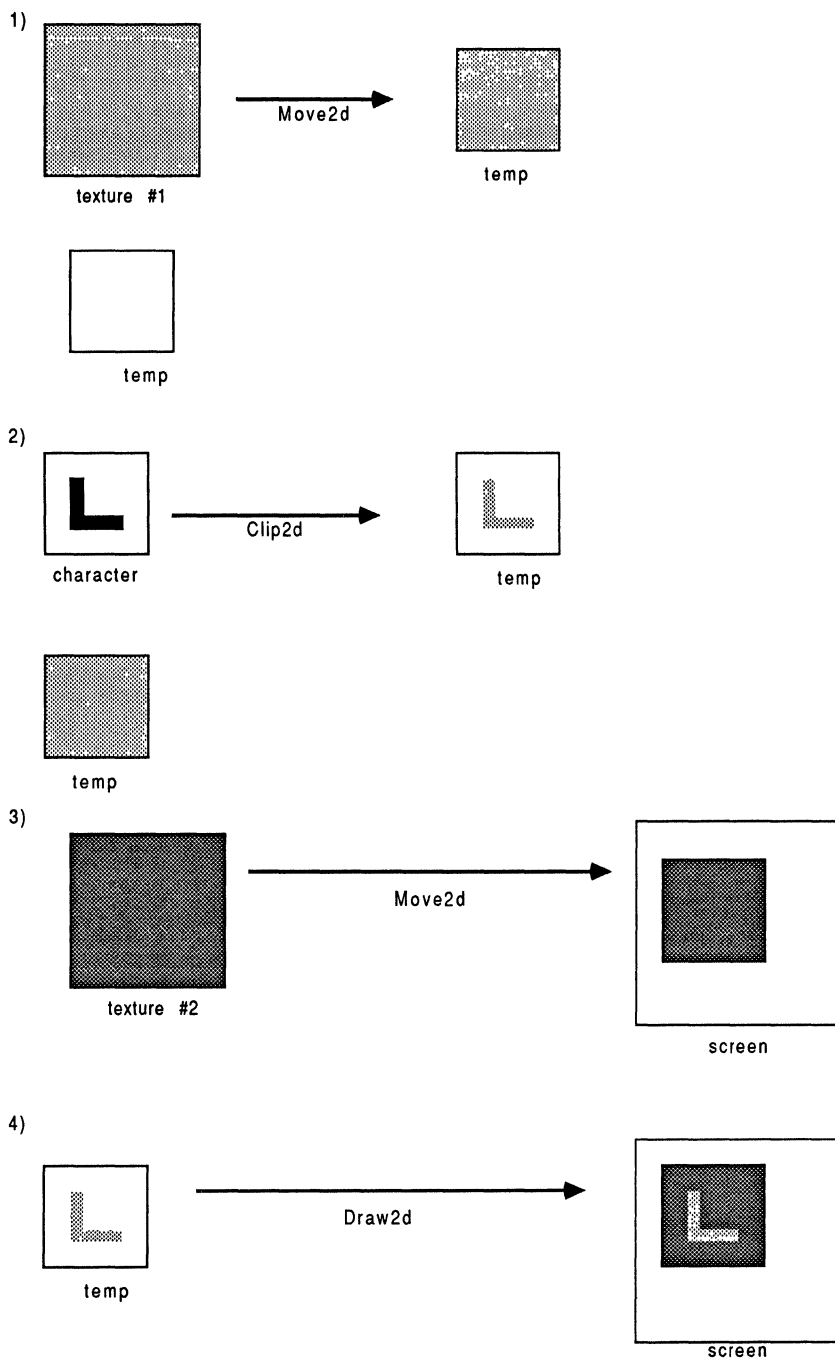 1)
Move2d
texture #1
temp
temp
2)
Clip2d
character
temp
temp
3)
Move2d
texture #2
screen
4)
Draw2d
temp
screen